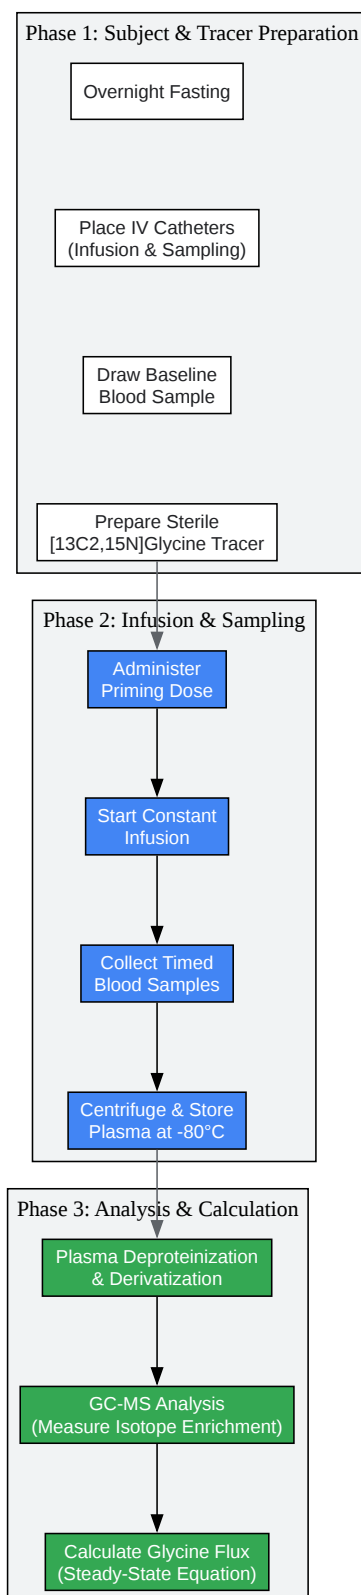 Phase 1: Subject & Tracer Preparation
Overnight Fasting
Place IV Catheters
(Infusion & Sampling)
Draw Baseline
Blood Sample
Prepare Sterile
[13C2,15N]Glycine Tracer
Phase 2: Infusion & Sampling
Administer
Priming Dose
Start Constant
Infusion
Collect Timed
Blood Samples
Centrifuge & Store
Plasma at -80°C
Phase 3: Analysis & Calculation
Plasma Deproteinization
& Derivatization
GC-MS Analysis
(Measure Isotope Enrichment)
Calculate Glycine Flux
(Steady-State Equation)